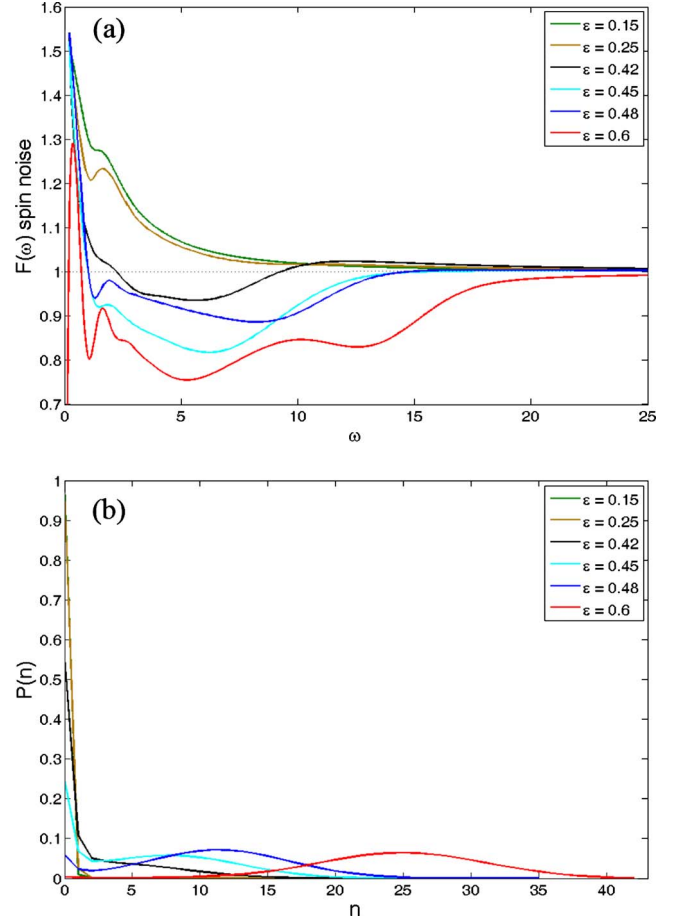 (a)
1.6
1.5
1.4
1.3
1.2
1.1
1
0.9
0.8
0.7
F(ω) spin noise
ε = 0.15
ε = 0.25
ε = 0.42
ε = 0.45
ε = 0.48
ε = 0.6
0 5 10 15 20 25
ω
(b)
1
0.9
0.8
0.7
0.6
0.5
0.4
0.3
0.2
0.1
0
P(n)
ε = 0.15
ε = 0.25
ε = 0.42
ε = 0.45
ε = 0.48
ε = 0.6
0 5 10 15 20 25 30 35 40
n